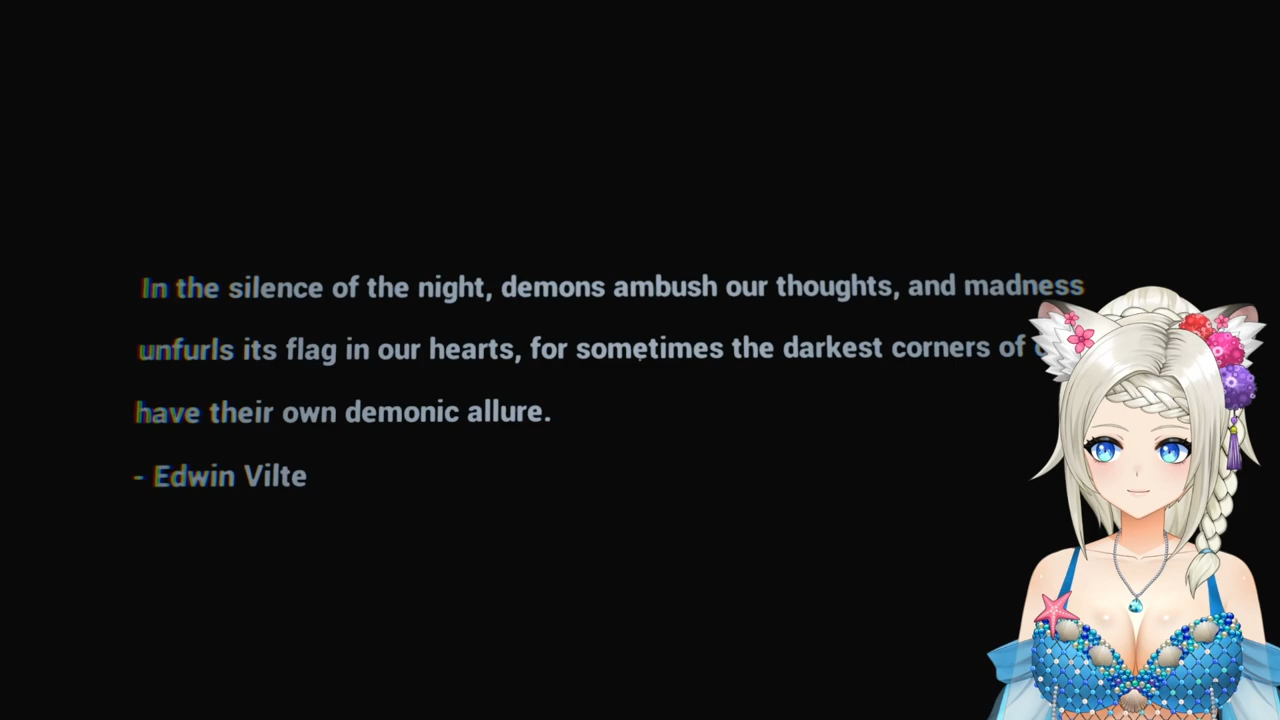 In the silence of the night, demons ambush our thoughts, and madness
unfurls its flag in our hearts, for sometimes the darkest corners of
have their own demonic allure.
- Edwin Vilte